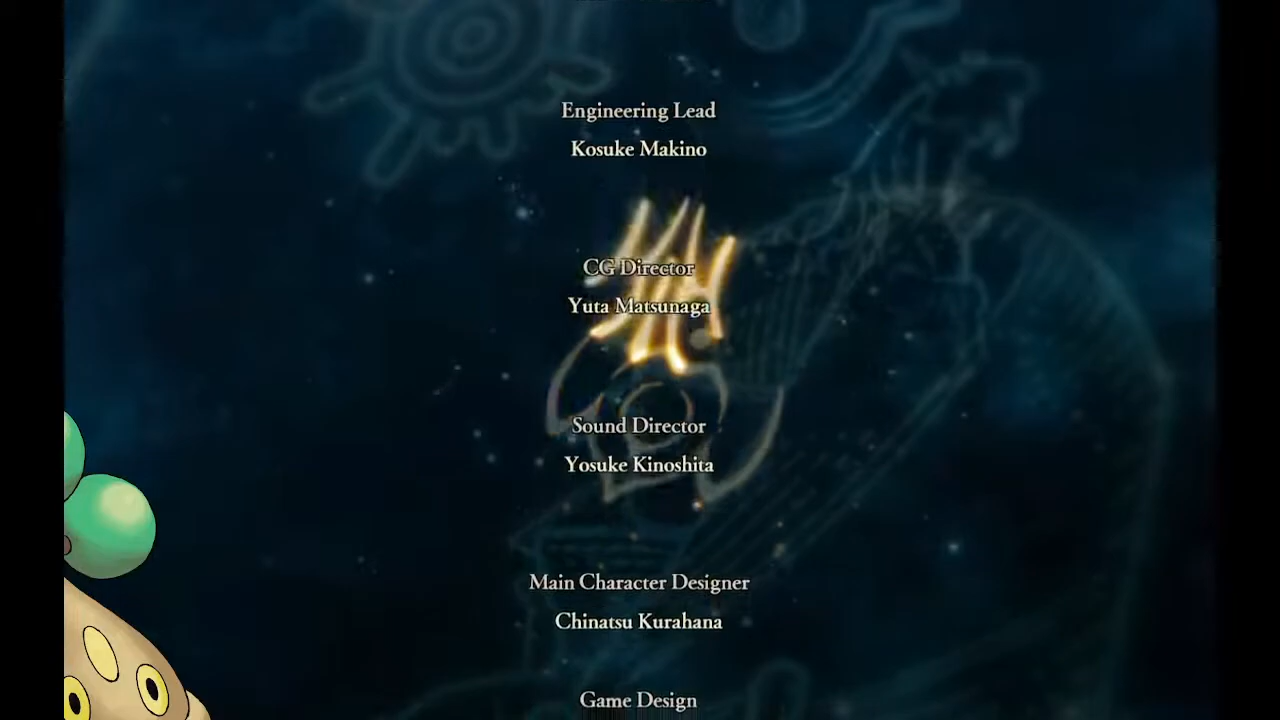 Engineering Lead
Kosuke Makino
CG Director
Yuta Matsunaga
Sound Director
Yosuke Kinoshita
Main Character Designer
Chinatsu Kurahana
Game Design